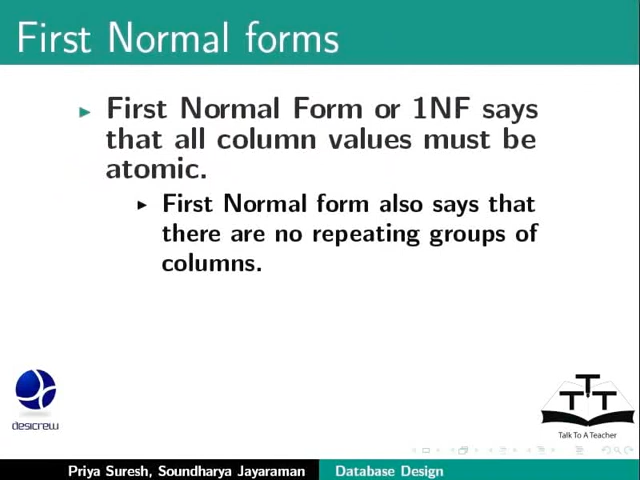 First Normal forms
First Normal Form or 1NF says
that all column values must be
atomic.
First Normal form also says that
there are no repeating groups of
columns.
desicrew
T T T
Talk To A Teacher
Priya Suresh, Soundharya Jayaraman
Database Design